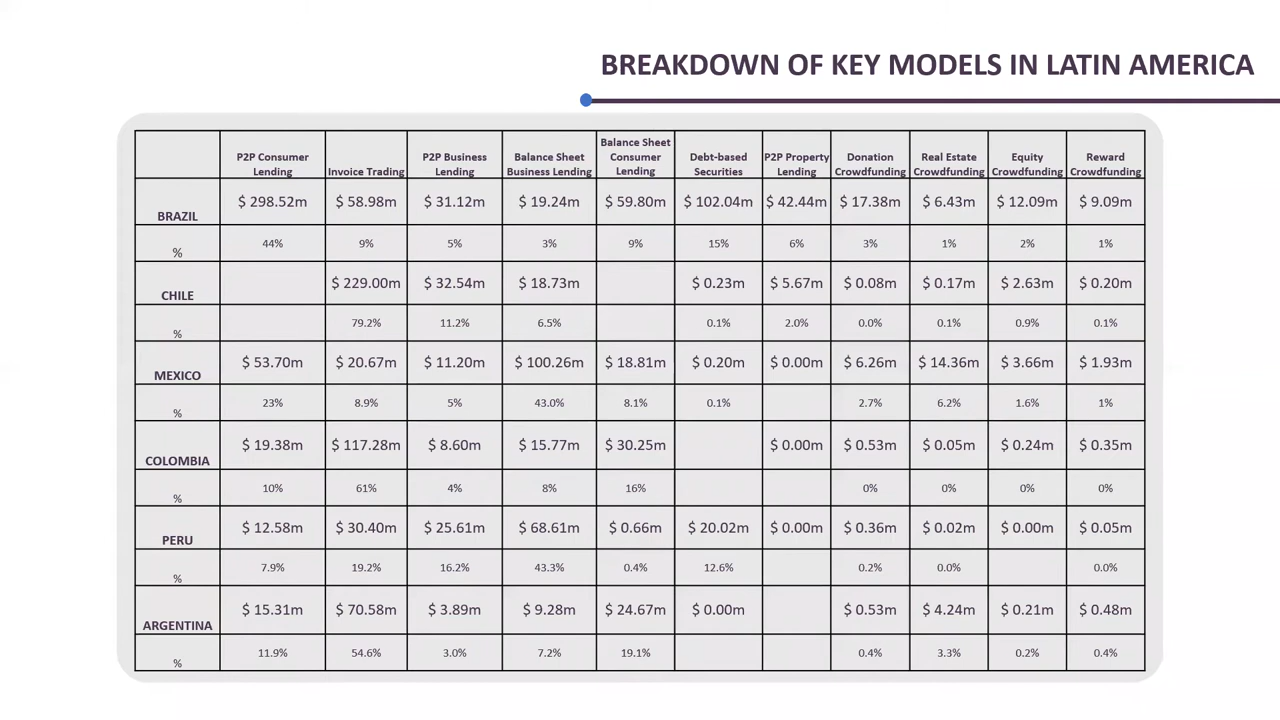 BREAKDOWN OF KEY MODELS IN LATIN AMERICA
P2P Consumer Lending Invoice Trading P2P Business Lending Balance Sheet Business Lending Balance Sheet Consumer Lending Debt-based Securities P2P Property Lending Donation Crowdfunding Real Estate Crowdfunding Equity Crowdfunding Reward Crowdfunding
BRAZIL $ 298.52m $ 58.98m $ 31.12m $ 19.24m $ 59.80m $ 102.04m $ 42.44m $ 17.38m $ 6.43m $ 12.09m $ 9.09m
% 44% 9% 5% 3% 9% 15% 6% 3% 1% 2% 1%
CHILE $ 229.00m $ 32.54m $ 18.73m $ 0.23m $ 5.67m $ 0.08m $ 0.17m $ 2.63m $ 0.20m
% 79.2% 11.2% 6.5% 0.1% 2.0% 0.0% 0.1% 0.9% 0.1%
MEXICO $ 53.70m $ 20.67m $ 11.20m $ 100.26m $ 18.81m $ 0.20m $ 0.00m $ 6.26m $ 14.36m $ 3.66m $ 1.93m
% 23% 8.9% 5% 43.0% 8.1% 0.1% 2.7% 6.2% 1.6% 1%
COLOMBIA $ 19.38m $ 117.28m $ 8.60m $ 15.77m $ 30.25m $ 0.00m $ 0.53m $ 0.05m $ 0.24m $ 0.35m
% 10% 61% 4% 8% 16% 0% 0% 0% 0%
PERU $ 12.58m $ 30.40m $ 25.61m $ 68.61m $ 0.66m $ 20.02m $ 0.00m $ 0.36m $ 0.02m $ 0.00m $ 0.05m
% 7.9% 19.2% 16.2% 43.3% 0.4% 12.6% 0.2% 0.0% 0.0%
ARGENTINA $ 15.31m $ 70.58m $ 3.89m $ 9.28m $ 24.67m $ 0.00m $ 0.53m $ 4.24m $ 0.21m $ 0.48m
% 11.9% 54.6% 3.0% 7.2% 19.1% 0.4% 3.3% 0.2% 0.4%